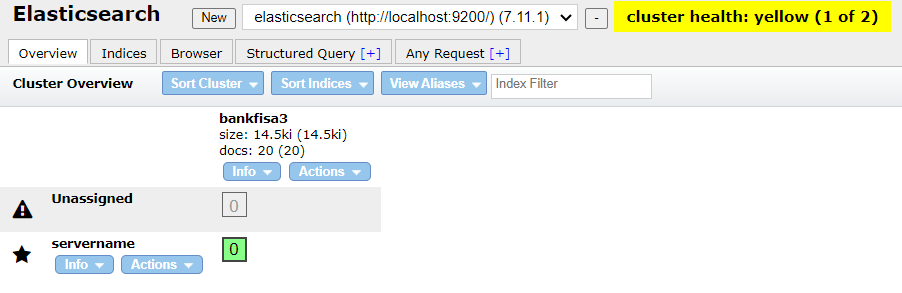 Elasticsearch New elasticsearch (http://localhost:9200/) (7.11.1) - cluster health: yellow (1 of 2)
Overview Indices Browser Structured Query [+] Any Request [+]
Cluster Overview Sort Cluster Sort Indices View Aliases Index Filter
bankfisa3
size: 14.5ki (14.5ki)
docs: 20 (20)
Info Actions
Unassigned 0
servername 0
Info Actions